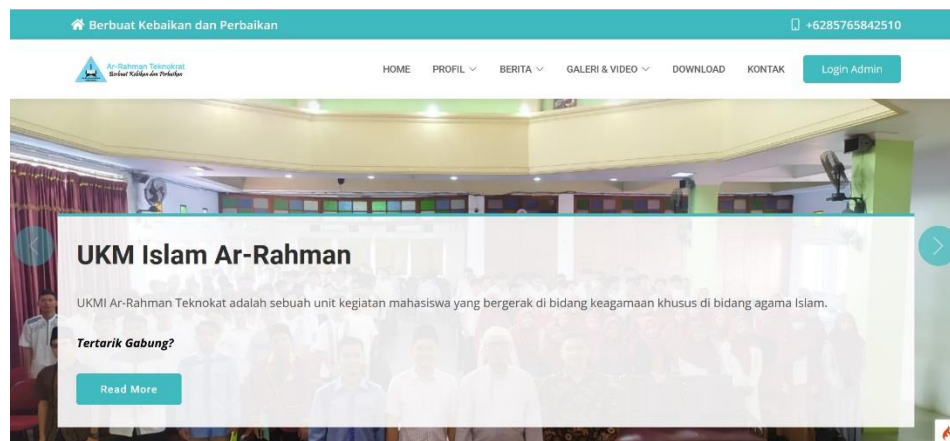 Berbuat Kebaikan dan Perbaikan
+6285765842510
Ar-Rahman Teknokrat
Berbuat Kebaikan dan Perbaikan
HOME PROFIL BERITA GALERI & VIDEO DOWNLOAD KONTAK Login Admin
UKM Islam Ar-Rahman
UKMI Ar-Rahman Teknokat adalah sebuah unit kegiatan mahasiswa yang bergerak di bidang keagamaan khusus di bidang agama Islam.
Tertarik Gabung?
Read More